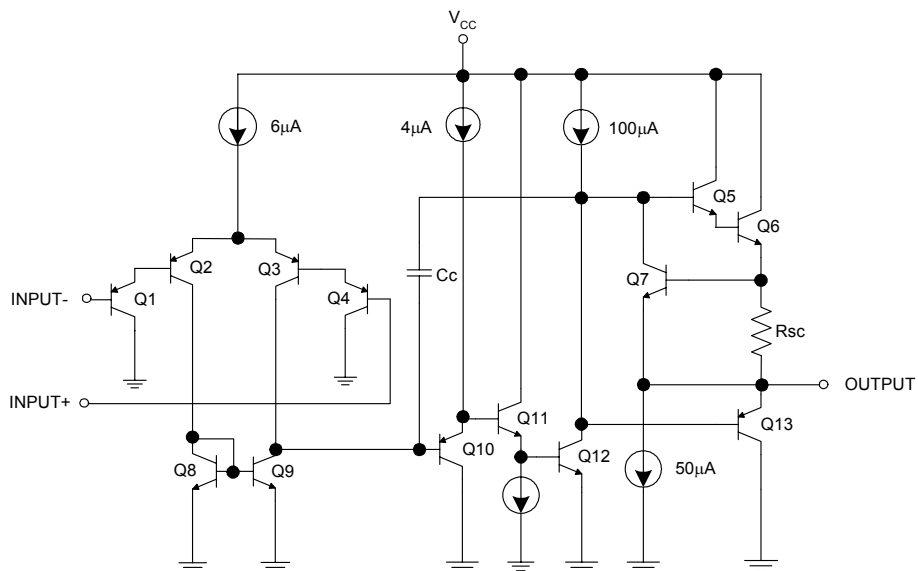 VCC
6μA
4μA
100μA
Q5
Q6
Q2
Q3
Q7
Cc
INPUT-
Q1
Q4
Rsc
OUTPUT
INPUT+
Q11
Q13
Q10
Q12
Q8
Q9
50μA